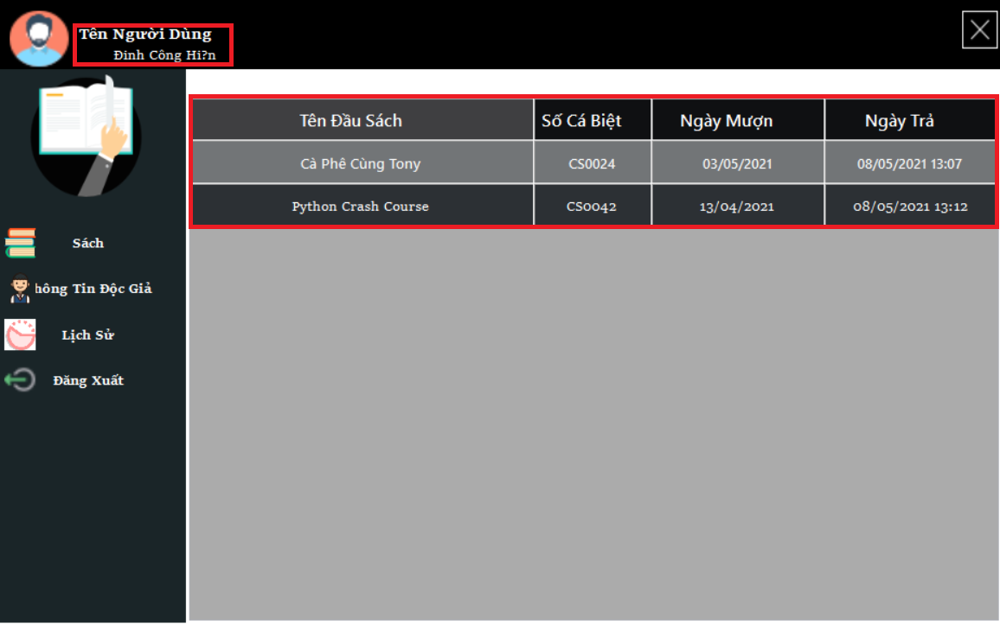 Tên Người Dùng
Đinh Công Hi?n
Tên Đầu Sách Số Cá Biệt Ngày Mượn Ngày Trả
Cà Phê Cùng Tony CS0024 03/05/2021 08/05/2021 13:07
Python Crash Course CS0042 13/04/2021 08/05/2021 13:12
Sách
hông Tin Độc Giả
Lịch Sử
Đăng Xuất